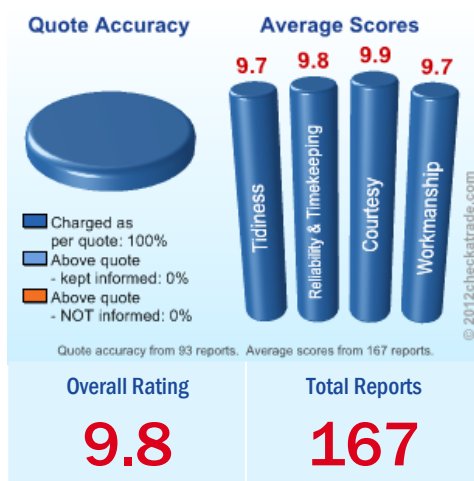 Quote Accuracy
Average Scores
9.7
9.8
9.9
9.7
Tidiness
Reliability & Timekeeping
Courtesy
Workmanship
Charged as
per quote: 100%
Above quote
- kept informed: 0%
Above quote
- NOT informed: 0%
© 2012checkatrade.com
Quote accuracy from 93 reports. Average scores from 167 reports.
Overall Rating
9.8
Total Reports
167